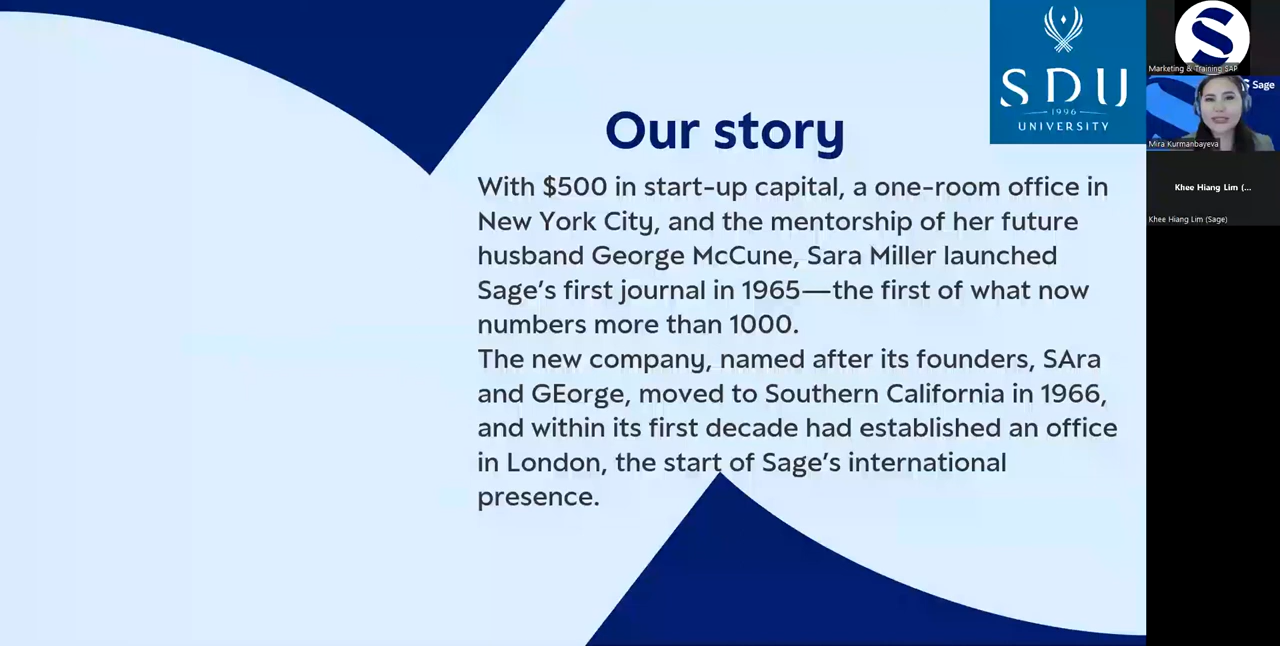 Our story
With $500 in start-up capital, a one-room office in
New York City, and the mentorship of her future
husband George McCune, Sara Miller launched
Sage’s first journal in 1965—the first of what now
numbers more than 1000.
The new company, named after its founders, SAra
and GEorge, moved to Southern California in 1966,
and within its first decade had established an office
in London, the start of Sage’s international
presence.
SDU
1996
UNIVERSITY
Marketing & Training SAP
S Sage
Mira Kurmanbayeva
Khee Hiang Lim (...
Khee Hiang Lim (Sage)